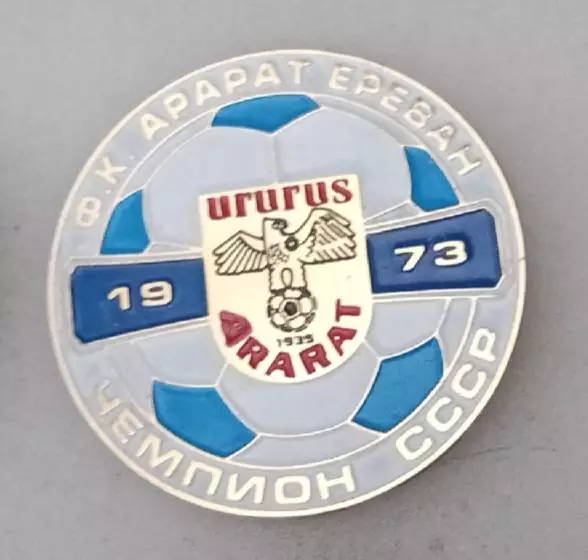 Ф.К. АРАРАТ ЕРЕВАН
ԱՐԱՐԱՏ
19 73
1935
ARARAT
ЧЕМПИОН СССР